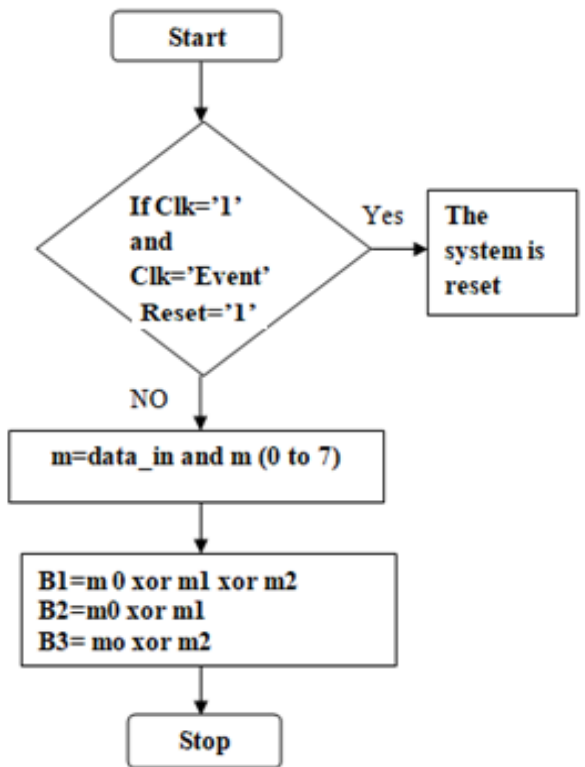 Start
If Clk=’1’
and
Clk=’Event’
Reset=’1’
Yes
The
system is
reset
NO
m=data_in and m (0 to 7)
B1=m 0 xor m1 xor m2
B2=m0 xor m1
B3= mo xor m2
Stop